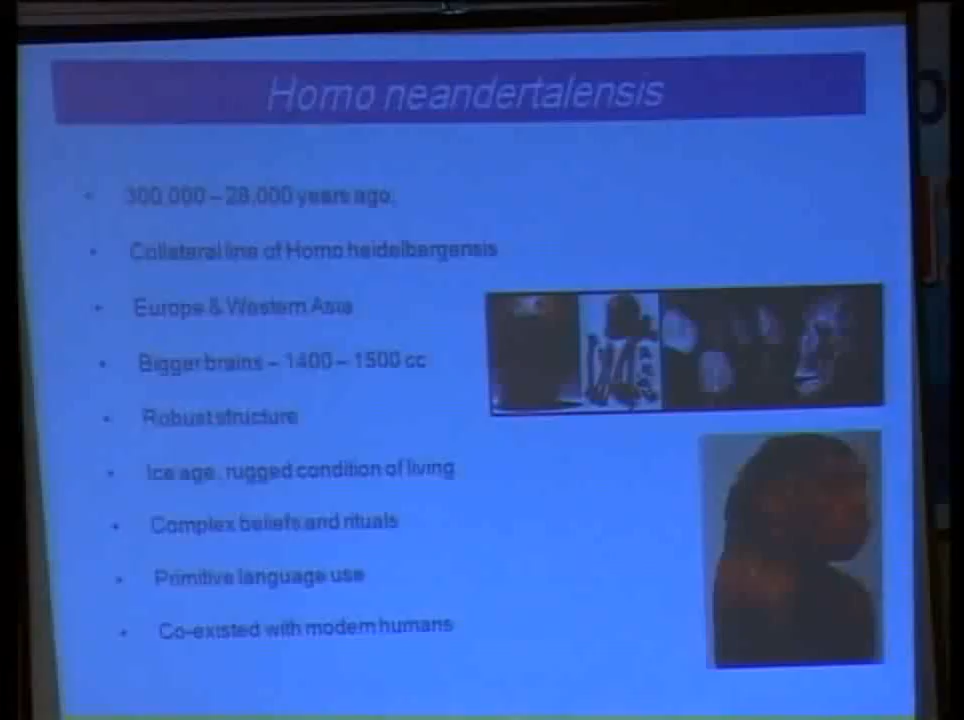 Homo neandertalensis
• 300,000 – 28,000 years ago.
• Collateral line of Homo heidelbergensis
• Europe & Western Asia
• Bigger brains – 1400 – 1500 cc
• Robust structure
• Ice age, rugged condition of living
• Complex beliefs and rituals
• Primitive language use
• Co-existed with modern humans